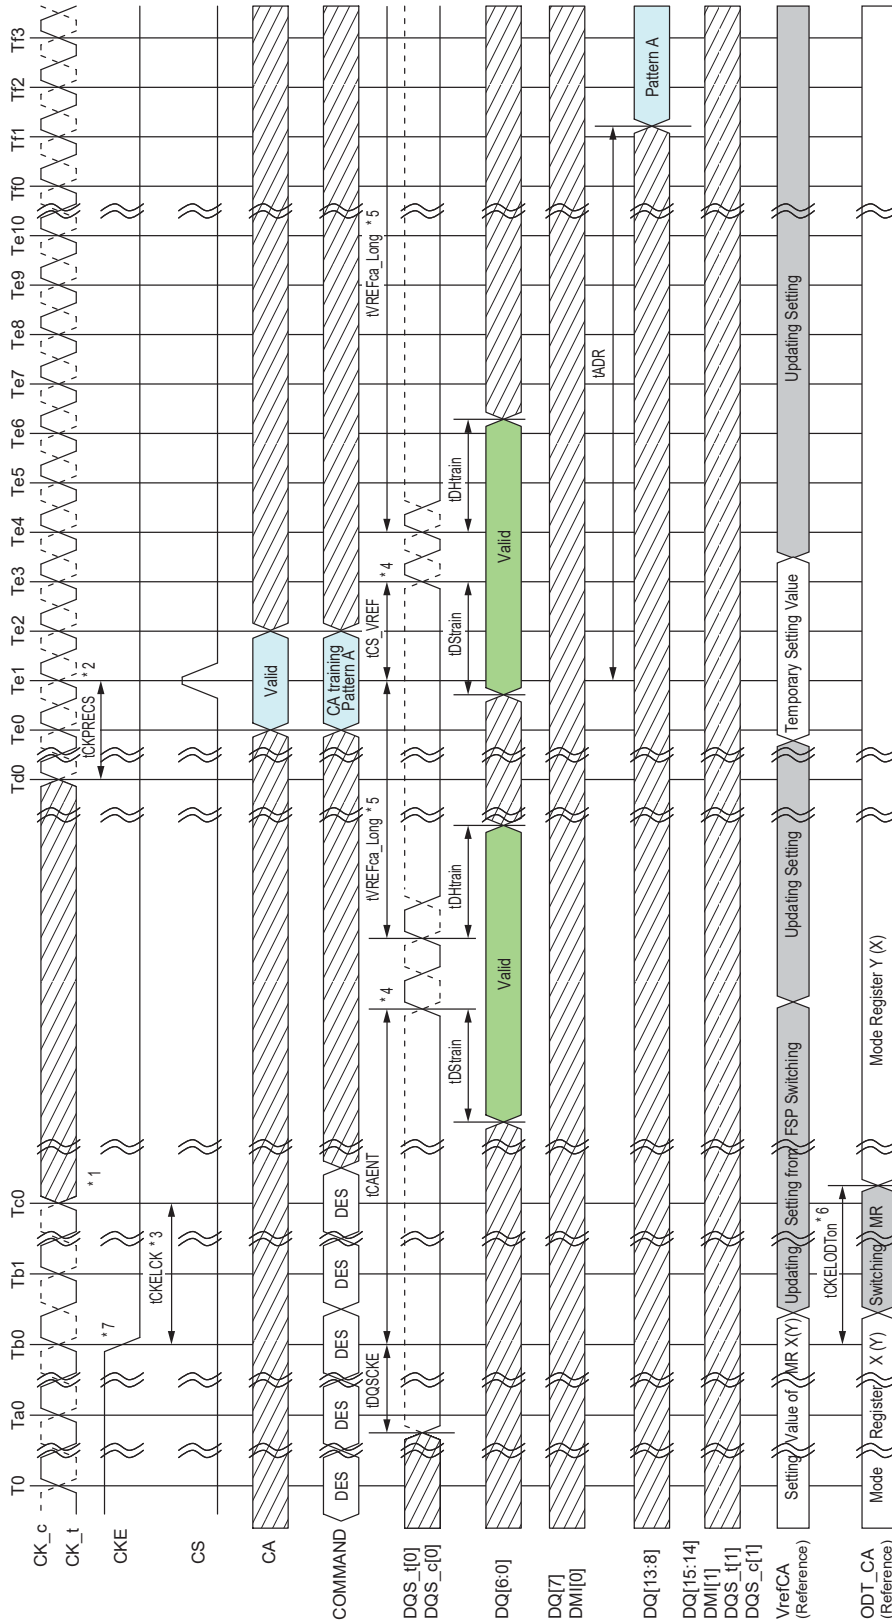 T0 Ta0 Tb0 Tb1 Tc0 Td0 Te0 Te1 Te2 Te3 Te4 Te5 Te6 Te7 Te8 Te9 Te10 Tf0 Tf1 Tf2 Tf3
CK_c
CK_t
* 1
tCKPRECS * 2
CKE
* 7
tCKELCK * 3
CS
CA
Valid
COMMAND
DES DES DES DES DES
CA training
Pattern A
tDQSCKE
tCAENT
tVREFca_Long * 5
tCS_VREF
tVREFca_Long * 5
* 4
* 4
DQS_t[0]
DQS_c[0]
tDStrain
tDHtrain
tDStrain
tDHtrain
DQ[6:0]
Valid
Valid
DQ[7]
DMI[0]
tADR
DQ[13:8]
Pattern A
DQ[15:14]
DMI[1]
DQS_t[1]
DQS_c[1]
VrefCA
(Reference)
Setting Value of MR X(Y)
Updating Setting from FSP Switching
Updating Setting
Temporary Setting Value
Updating Setting
tCKELODTon * 6
ODT_CA
(Reference)
Mode Register X (Y)
Switching MR
Mode Register Y (X)